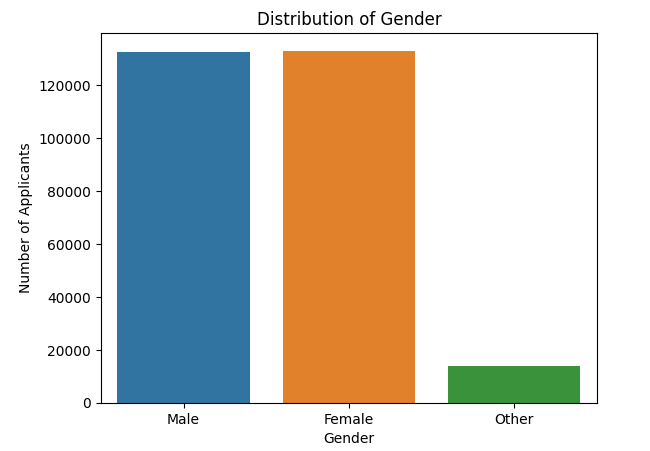 Distribution of Gender
Number of Applicants
120000
100000
80000
60000
40000
20000
0
Male Female Other
Gender